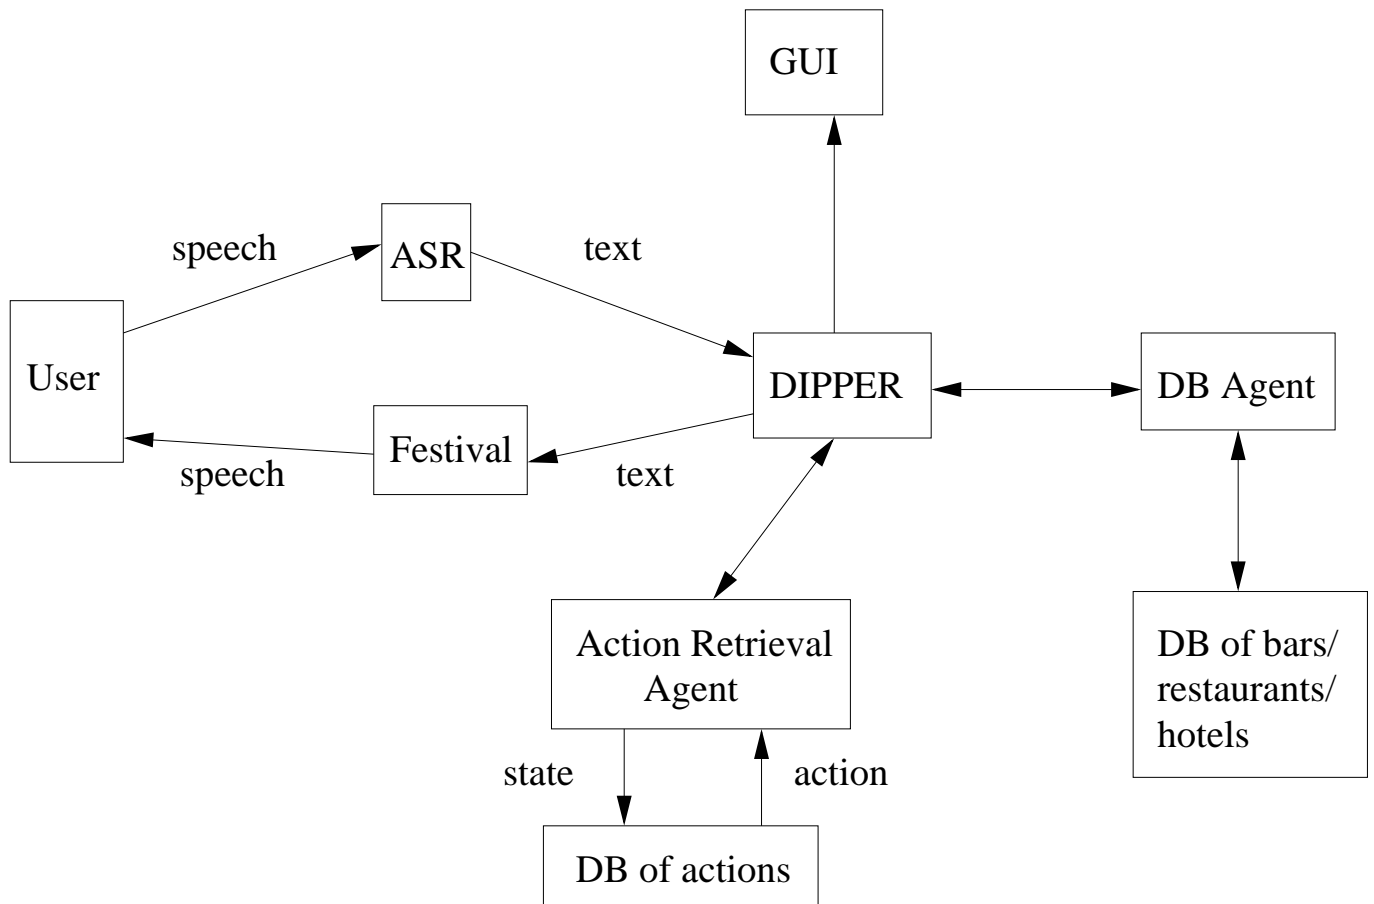 GUI
speech
ASR
text
User
DIPPER
DB Agent
Festival
speech
text
Action Retrieval
Agent
DB of bars/
restaurants/
hotels
state
action
DB of actions